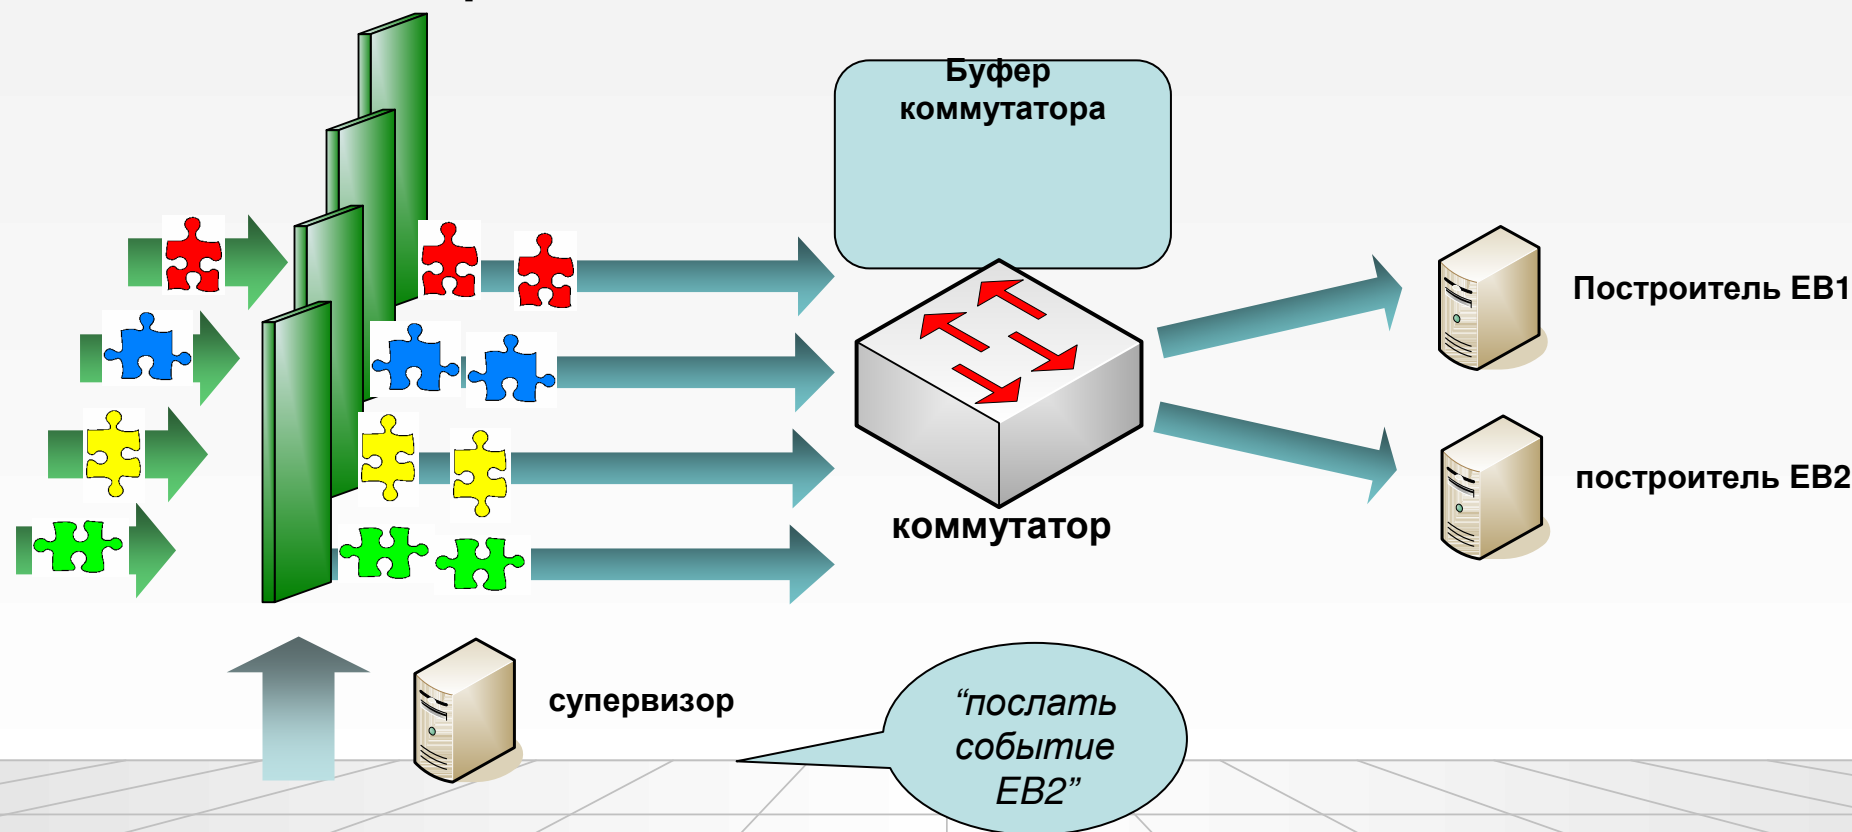 Буфер
коммутатора
Построитель EB1
построитель EB2
коммутатор
супервизор
“послать
событие
EB2”